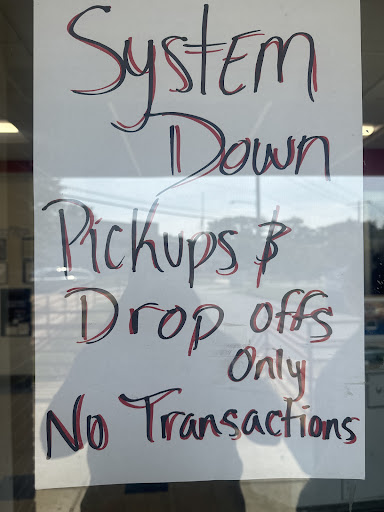 System
Down
Pickups &
Drop offs
Only
No Transactions